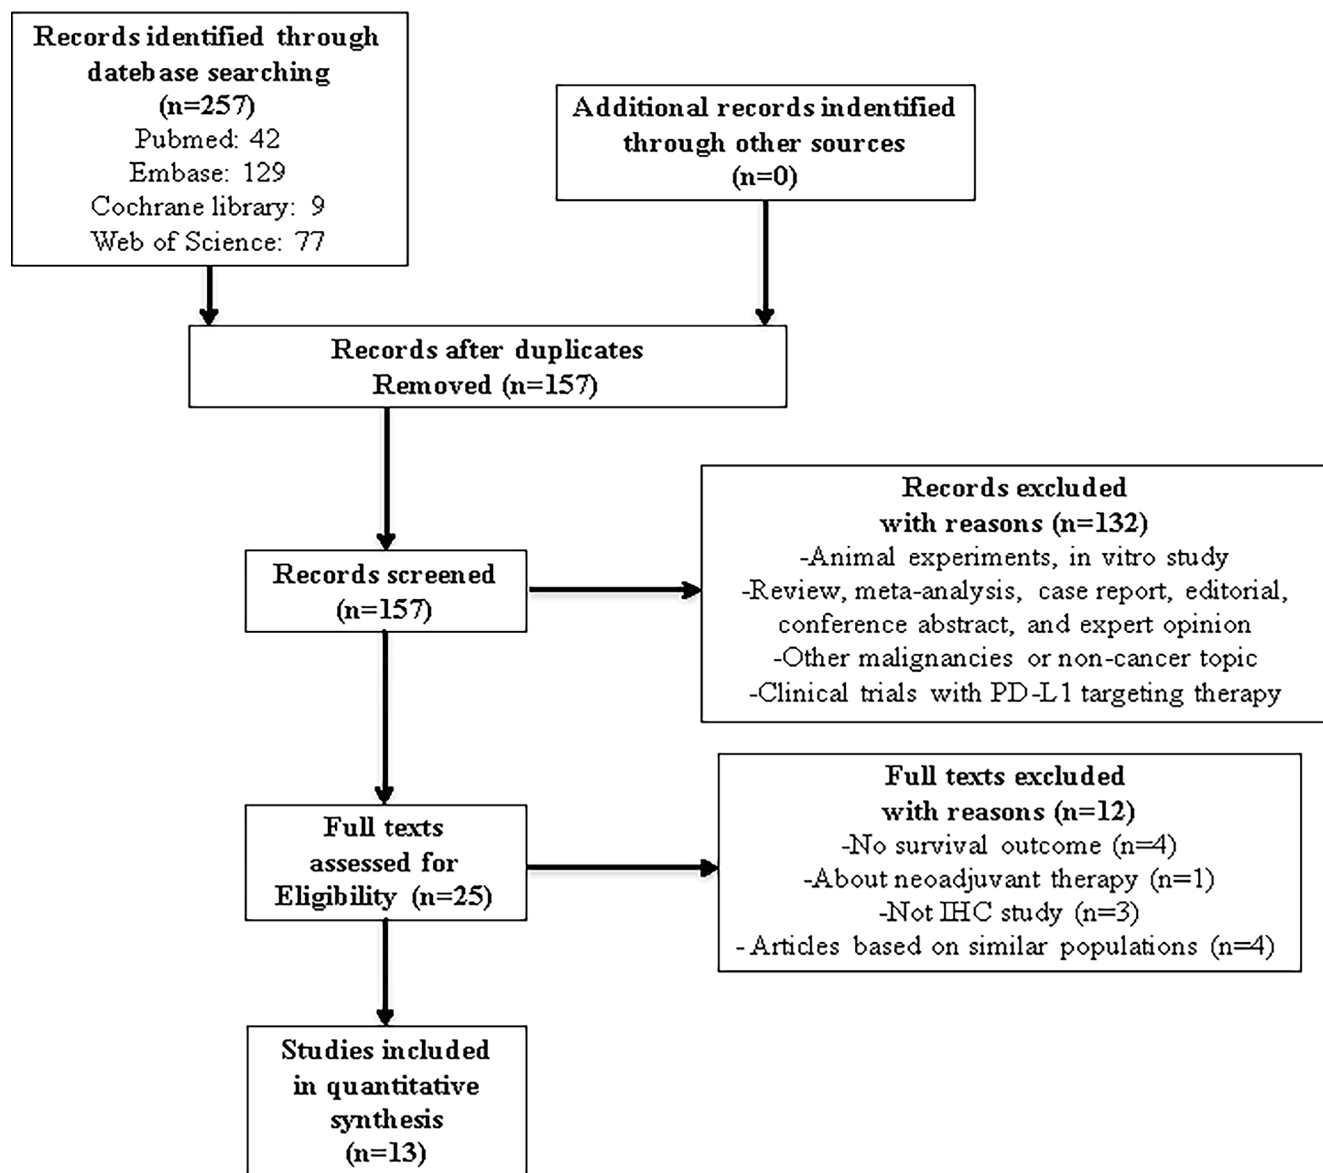 Records identified through
datebase searching
(n=257)
Pubmed: 42
Embase: 129
Cochrane library: 9
Web of Science: 77
Additional records indentified
through other sources
(n=0)
Records after duplicates
Removed (n=157)
Records screened
(n=157)
Records excluded
with reasons (n=132)
-Animal experiments, in vitro study
-Review, meta-analysis, case report, editorial,
conference abstract, and expert opinion
-Other malignancies or non-cancer topic
-Clinical trials with PD-L1 targeting therapy
Full texts
assessed for
Eligibility (n=25)
Full texts excluded
with reasons (n=12)
-No survival outcome (n=4)
-About neoadjuvant therapy (n=1)
-Not IHC study (n=3)
-Articles based on similar populations (n=4)
Studies included
in quantitative
synthesis
(n=13)